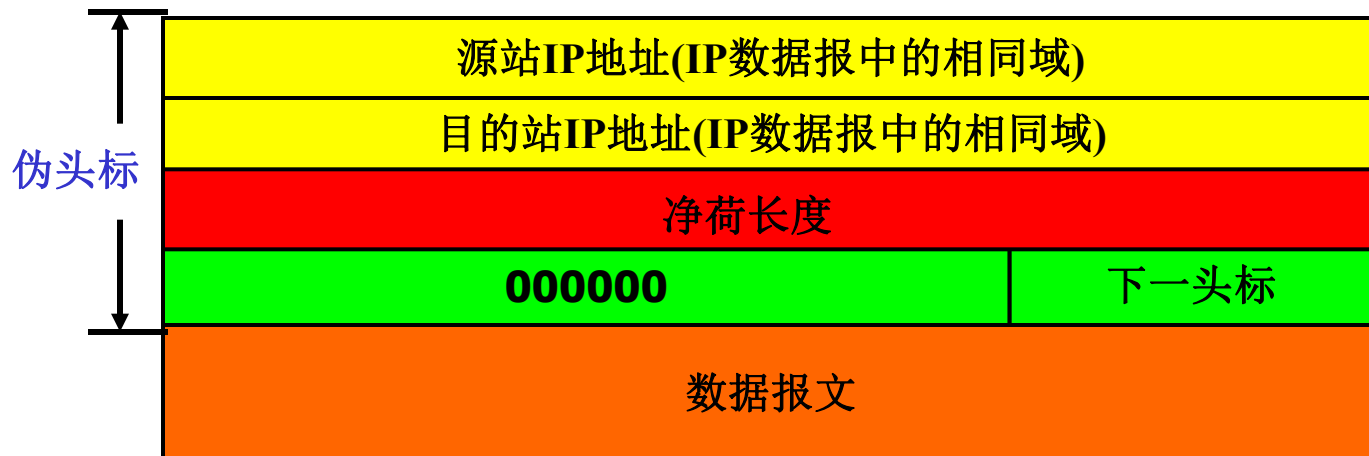 源站IP地址(IP数据报中的相同域)
目的站IP地址(IP数据报中的相同域)
伪头标
净荷长度
000000
下一头标
数据报文